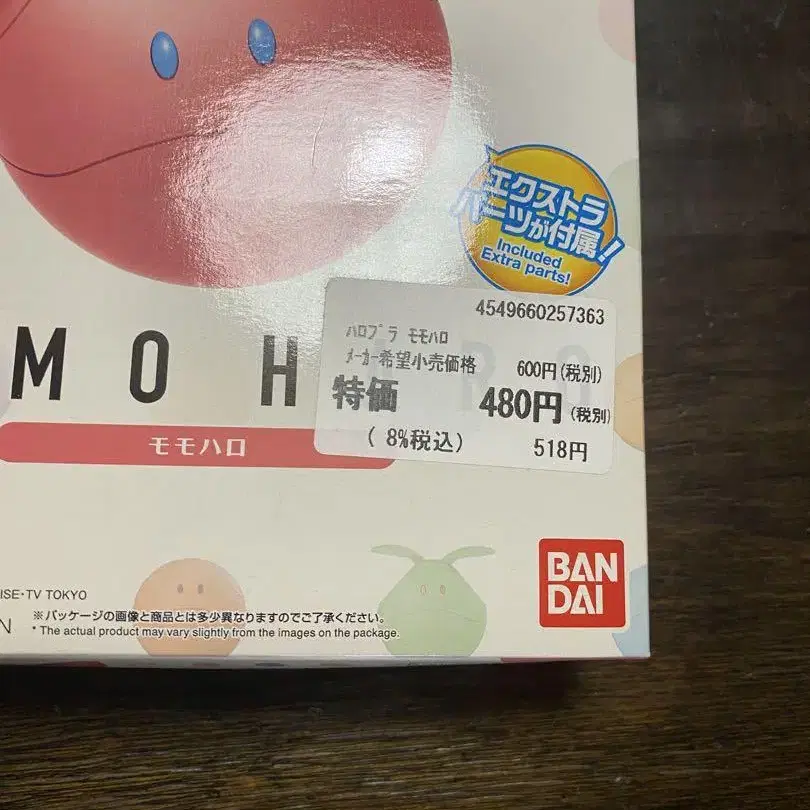 エクストラ
パーツが付属!
Included
Extra parts!
4549660257363
ﾊﾛﾌﾟﾗ ﾓﾓﾊﾛ
ﾒｰｶｰ希望小売価格 600円(税別)
特価 480円(税別)
( 8%税込) 518円
MOH RO
モモハロ
BAN
DAI
ISE・TV TOKYO
※パッケージの画像と商品とは多少異なりますのでご了承ください。
N * The actual product may vary slightly from the images on the package.